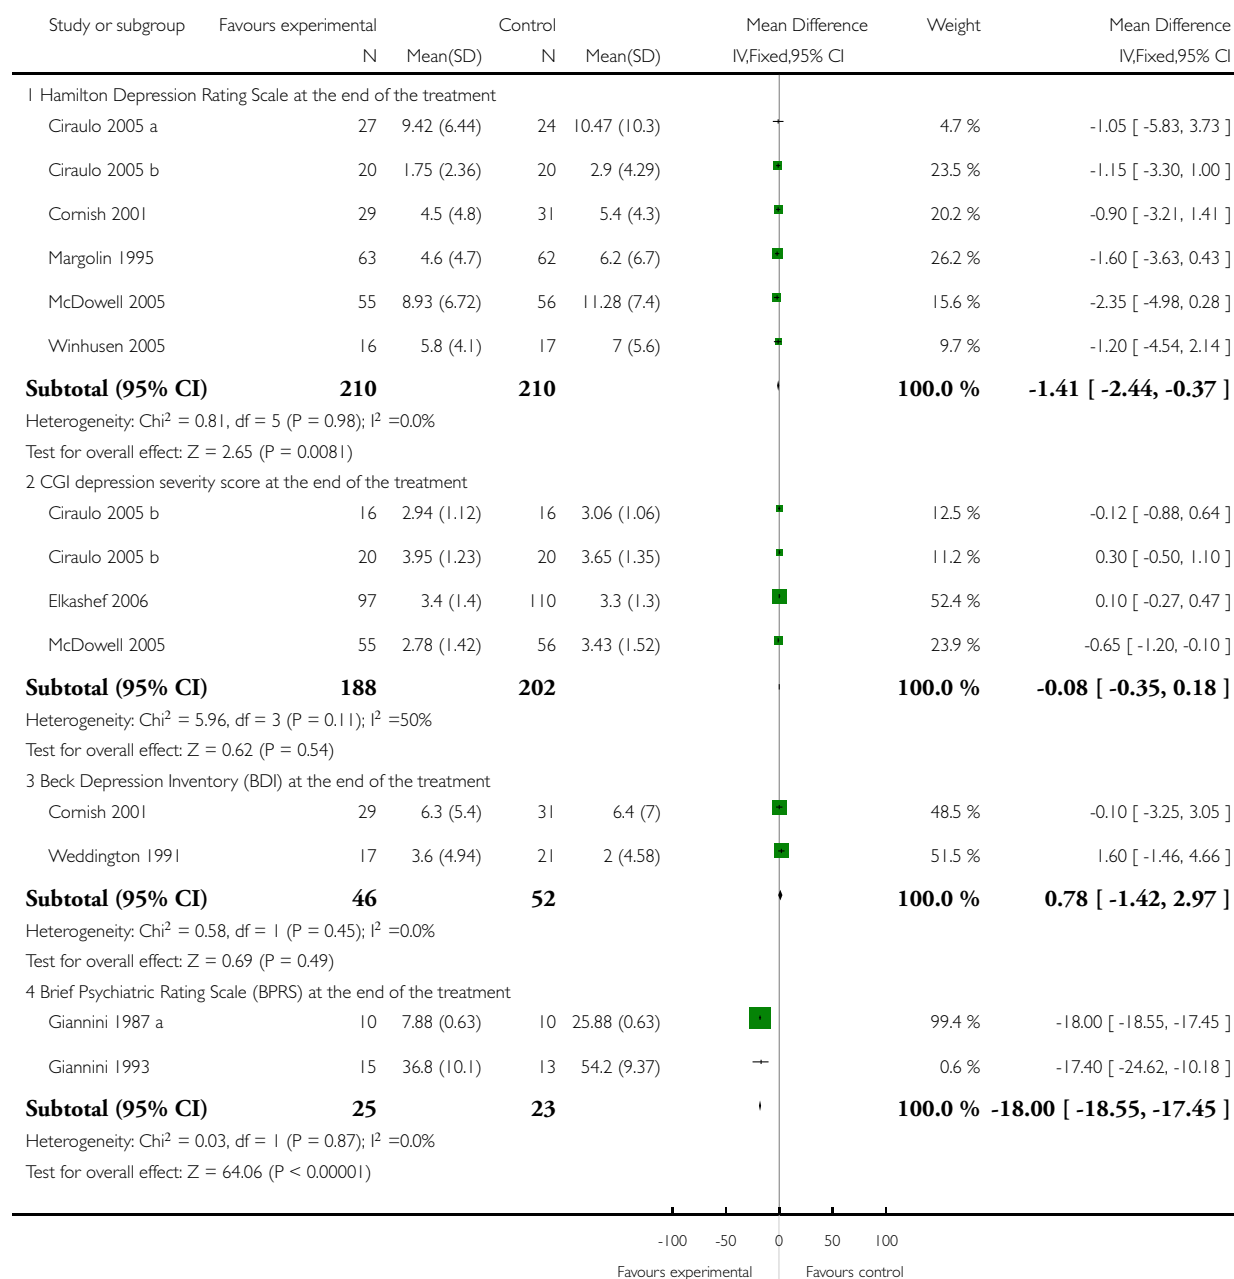 Study or subgroup Favours experimental Control Mean Difference Weight Mean Difference
N Mean(SD) N Mean(SD) IV,Fixed,95% CI IV,Fixed,95% CI
1 Hamilton Depression Rating Scale at the end of the treatment
Ciraulo 2005 a 27 9.42 (6.44) 24 10.47 (10.3) 4.7 % -1.05 [ -5.83, 3.73 ]
Ciraulo 2005 b 20 1.75 (2.36) 20 2.9 (4.29) 23.5 % -1.15 [ -3.30, 1.00 ]
Cornish 2001 29 4.5 (4.8) 31 5.4 (4.3) 20.2 % -0.90 [ -3.21, 1.41 ]
Margolin 1995 63 4.6 (4.7) 62 6.2 (6.7) 26.2 % -1.60 [ -3.63, 0.43 ]
McDowell 2005 55 8.93 (6.72) 56 11.28 (7.4) 15.6 % -2.35 [ -4.98, 0.28 ]
Winhusen 2005 16 5.8 (4.1) 17 7 (5.6) 9.7 % -1.20 [ -4.54, 2.14 ]
Subtotal (95% CI) 210 210 100.0 % -1.41 [ -2.44, -0.37 ]
Heterogeneity: Chi² = 0.81, df = 5 (P = 0.98); I² =0.0%
Test for overall effect: Z = 2.65 (P = 0.0081)
2 CGI depression severity score at the end of the treatment
Ciraulo 2005 b 16 2.94 (1.12) 16 3.06 (1.06) 12.5 % -0.12 [ -0.88, 0.64 ]
Ciraulo 2005 b 20 3.95 (1.23) 20 3.65 (1.35) 11.2 % 0.30 [ -0.50, 1.10 ]
Elkashef 2006 97 3.4 (1.4) 110 3.3 (1.3) 52.4 % 0.10 [ -0.27, 0.47 ]
McDowell 2005 55 2.78 (1.42) 56 3.43 (1.52) 23.9 % -0.65 [ -1.20, -0.10 ]
Subtotal (95% CI) 188 202 100.0 % -0.08 [ -0.35, 0.18 ]
Heterogeneity: Chi² = 5.96, df = 3 (P = 0.11); I² =50%
Test for overall effect: Z = 0.62 (P = 0.54)
3 Beck Depression Inventory (BDI) at the end of the treatment
Cornish 2001 29 6.3 (5.4) 31 6.4 (7) 48.5 % -0.10 [ -3.25, 3.05 ]
Weddington 1991 17 3.6 (4.94) 21 2 (4.58) 51.5 % 1.60 [ -1.46, 4.66 ]
Subtotal (95% CI) 46 52 100.0 % 0.78 [ -1.42, 2.97 ]
Heterogeneity: Chi² = 0.58, df = 1 (P = 0.45); I² =0.0%
Test for overall effect: Z = 0.69 (P = 0.49)
4 Brief Psychiatric Rating Scale (BPRS) at the end of the treatment
Giannini 1987 a 10 7.88 (0.63) 10 25.88 (0.63) 99.4 % -18.00 [ -18.55, -17.45 ]
Giannini 1993 15 36.8 (10.1) 13 54.2 (9.37) 0.6 % -17.40 [ -24.62, -10.18 ]
Subtotal (95% CI) 25 23 100.0 % -18.00 [ -18.55, -17.45 ]
Heterogeneity: Chi² = 0.03, df = 1 (P = 0.87); I² =0.0%
Test for overall effect: Z = 64.06 (P < 0.00001)
-100 -50 0 50 100
Favours experimental Favours control